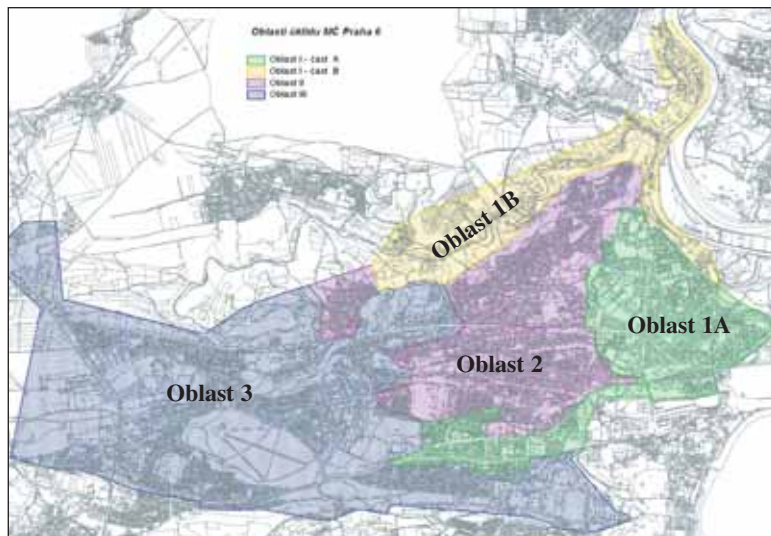 Oblasti úklidu MČ Praha 6
Oblast I - část A
Oblast I - část B
Oblast II
Oblast III
Oblast 1B
Oblast 1A
Oblast 2
Oblast 3